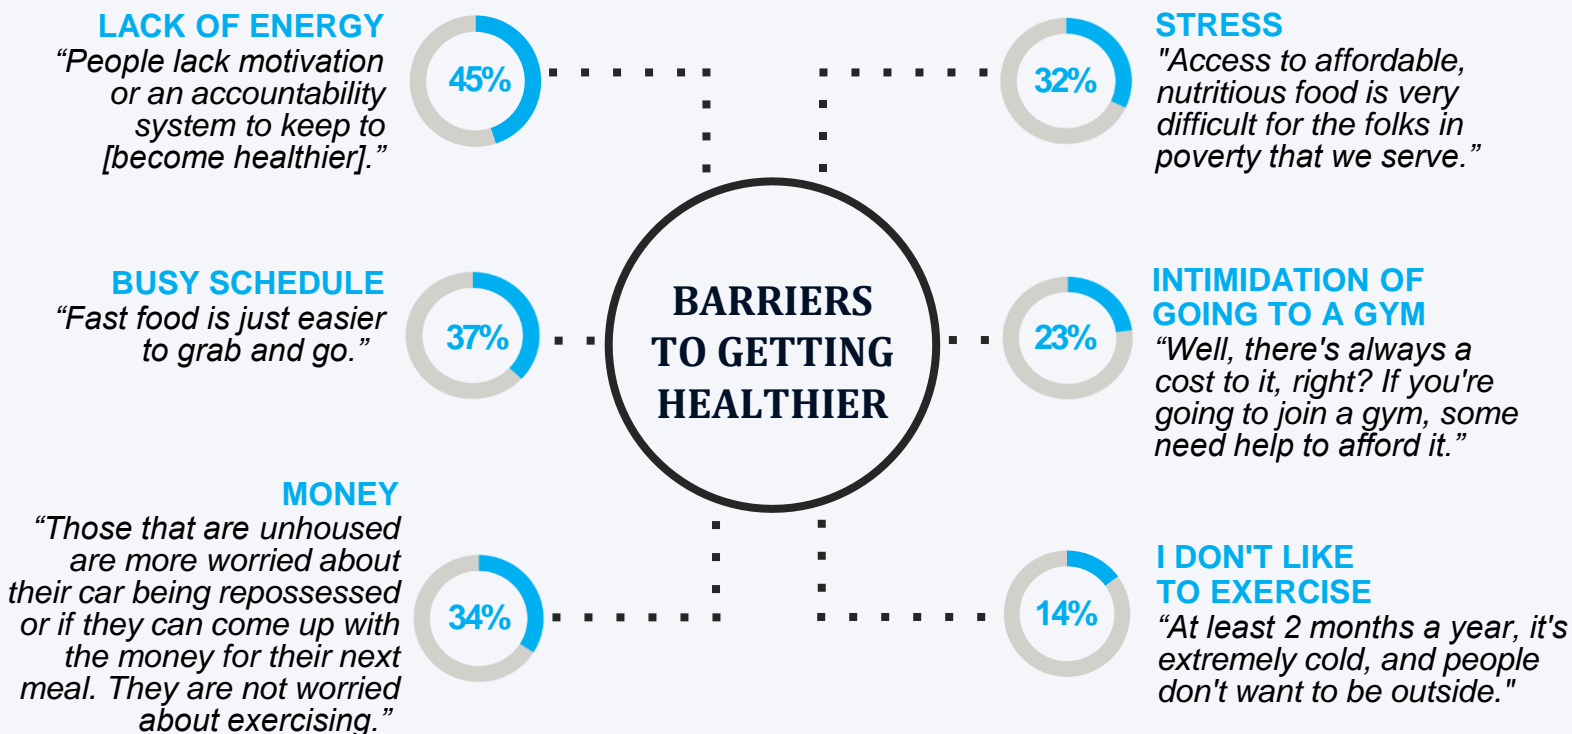 LACK OF ENERGY
“People lack motivation
or an accountability
system to keep to
[become healthier].”
45%
BUSY SCHEDULE
“Fast food is just easier
to grab and go.”
37%
MONEY
“Those that are unhoused
are more worried about
their car being repossessed
or if they can come up with
the money for their next
meal. They are not worried
about exercising.”
34%
BARRIERS
TO GETTING
HEALTHIER
32%
STRESS
"Access to affordable,
nutritious food is very
difficult for the folks in
poverty that we serve.”
23%
INTIMIDATION OF
GOING TO A GYM
“Well, there's always a
cost to it, right? If you're
going to join a gym, some
need help to afford it.”
14%
I DON'T LIKE
TO EXERCISE
“At least 2 months a year, it's
extremely cold, and people
don't want to be outside."